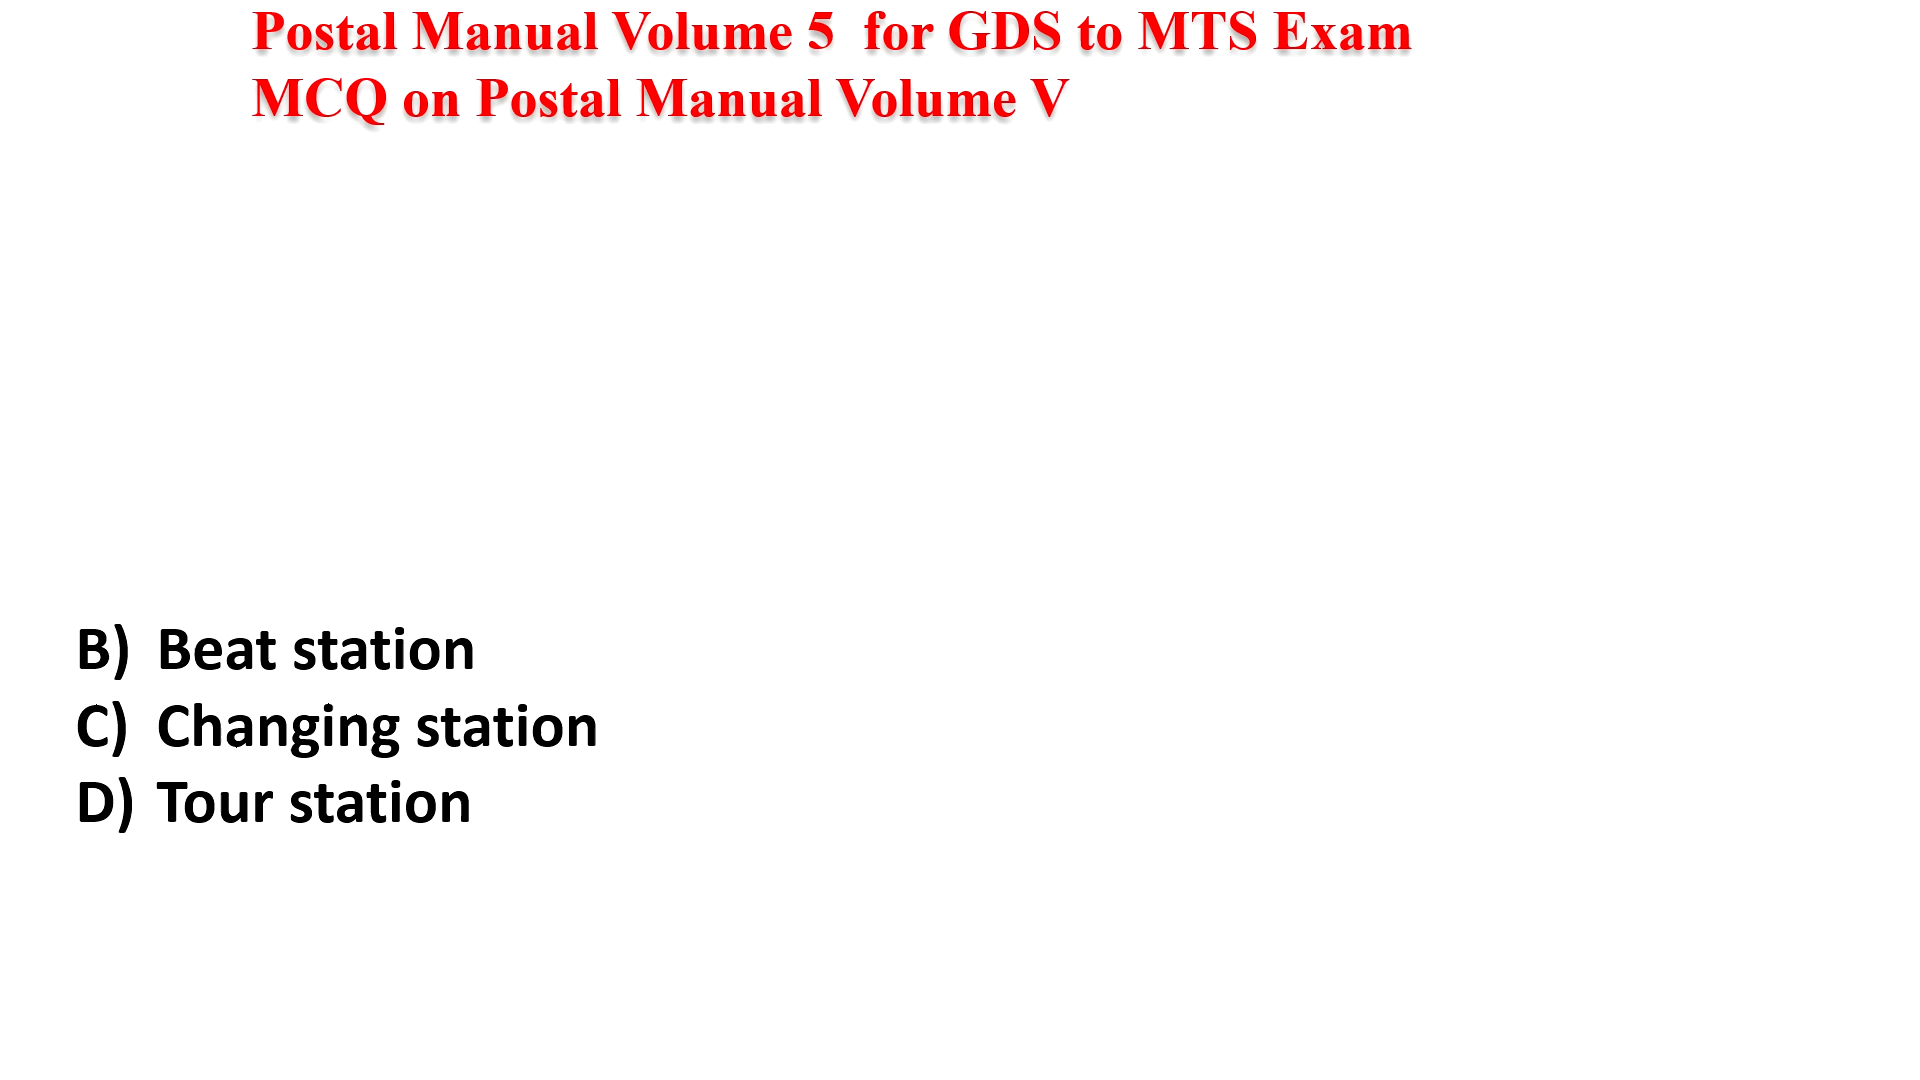 Postal Manual Volume 5  for GDS to MTS Exam
MCQ on Postal Manual Volume V
B) Beat station
C) Changing station
D) Tour station